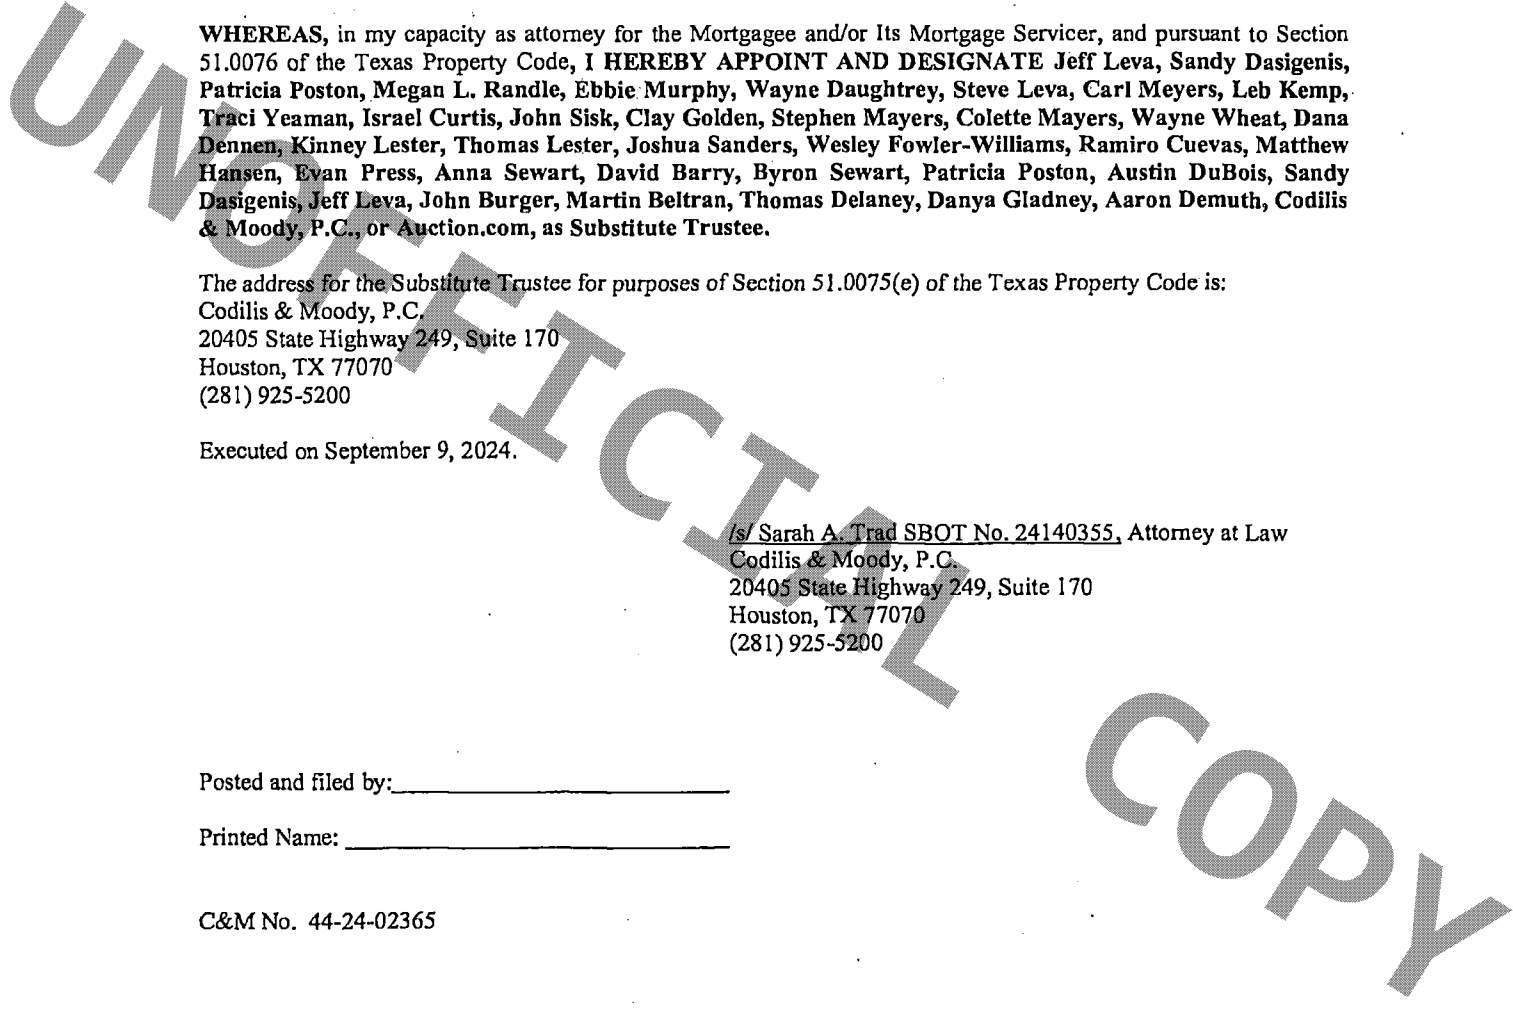 WHEREAS, in my capacity as attorney for the Mortgagee and/or Its Mortgage Servicer, and pursuant to Section
51.0076 of the Texas Property Code, I HEREBY APPOINT AND DESIGNATE Jeff Leva, Sandy Dasigenis,
Patricia Poston, Megan L. Randle, Ebbie Murphy, Wayne Daughtrey, Steve Leva, Carl Meyers, Leb Kemp,
Traci Yeaman, Israel Curtis, John Sisk, Clay Golden, Stephen Mayers, Colette Mayers, Wayne Wheat, Dana
Dennen, Kinney Lester, Thomas Lester, Joshua Sanders, Wesley Fowler-Williams, Ramiro Cuevas, Matthew
Hansen, Evan Press, Anna Sewart, David Barry, Byron Sewart, Patricia Poston, Austin DuBois, Sandy
Dasigenis, Jeff Leva, John Burger, Martin Beltran, Thomas Delaney, Danya Gladney, Aaron Demuth, Codilis
& Moody, P.C., or Auction.com, as Substitute Trustee.
The address for the Substitute Trustee for purposes of Section 51.0075(e) of the Texas Property Code is:
Codilis & Moody, P.C.
20405 State Highway 249, Suite 170
Houston, TX 77070
(281) 925-5200
Executed on September 9, 2024.
/s/ Sarah A. Trad SBOT No. 24140355, Attorney at Law
Codilis & Moody, P.C.
20405 State Highway 249, Suite 170
Houston, TX 77070
(281) 925-5200
Posted and filed by:
Printed Name:
C&M No. 44-24-02365
UNOFFICIAL COPY